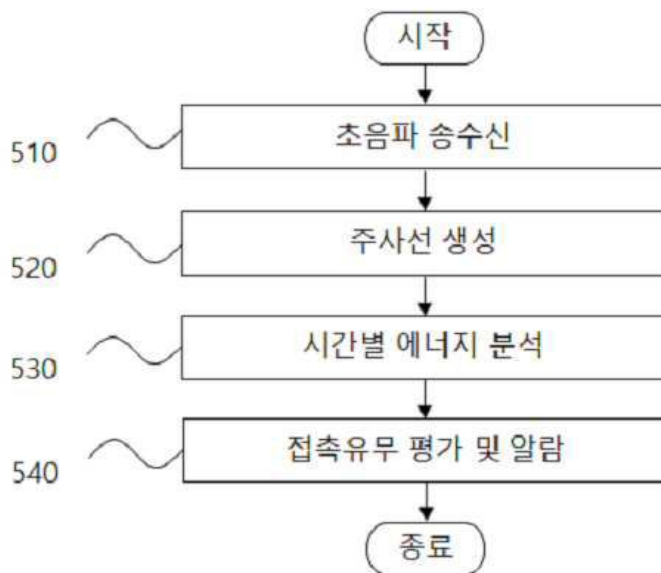 시작
510 초음파 송수신
520 주사선 생성
530 시간별 에너지 분석
540 접촉유무 평가 및 알람
종료